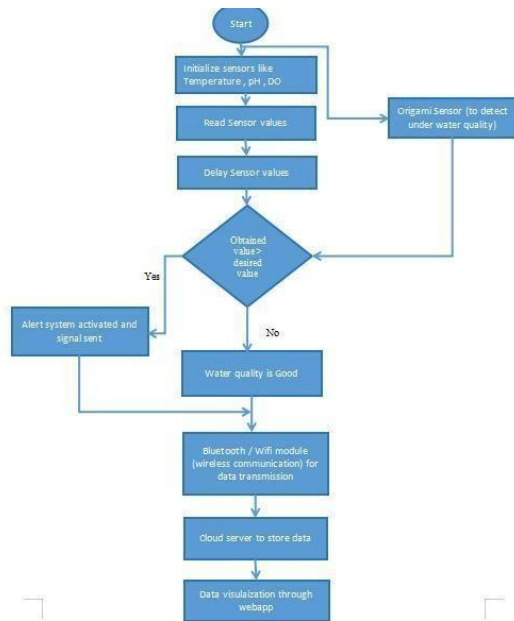 Start
Initialize sensors like
Temperature , pH , DO
Origami Sensor (to detect
under water quality)
Read Sensor values
Delay Sensor values
Obtained
value>
desired
value
Yes
No
Alert system activated and
signal sent
Water quality is Good
Bluetooth / Wifi module
(wireless communication) for
data transmission
Cloud server to store data
Data visulaization through
webapp